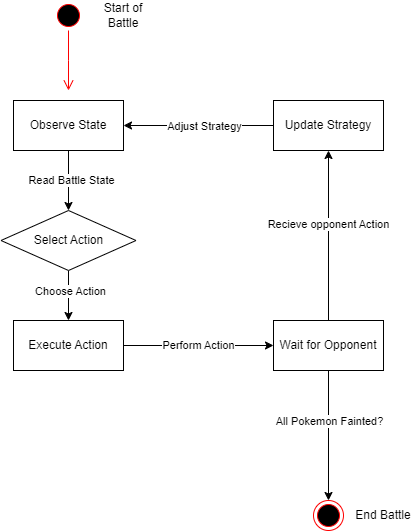 Start of
Battle
Observe State
Adjust Strategy
Update Strategy
Read Battle State
Select Action
Recieve opponent Action
Choose Action
Execute Action
Perform Action
Wait for Opponent
All Pokemon Fainted?
End Battle